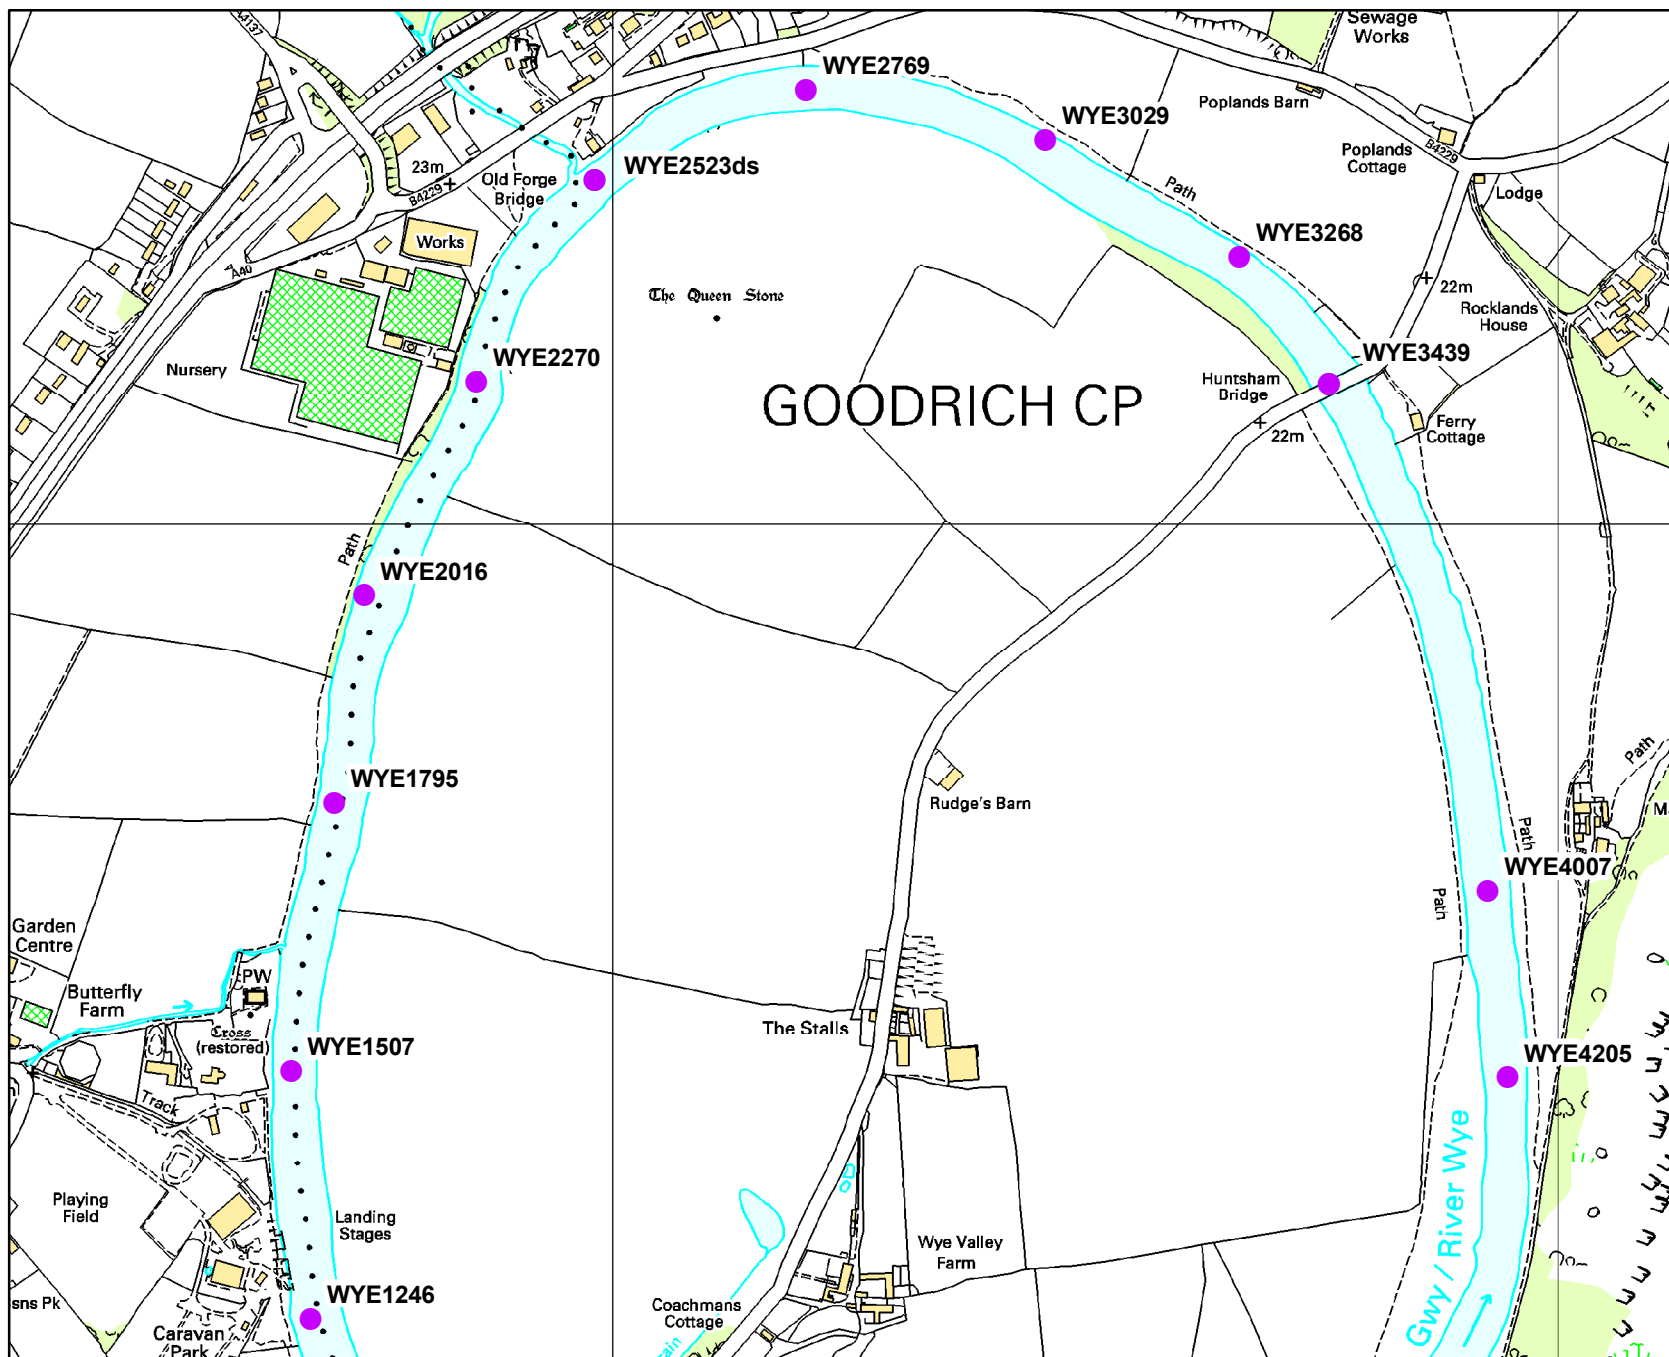 A4137
Sewage
Works
WYE2769
Poplands Barn
WYE3029
B4229
Poplands
Cottage
23m
B4229
Old Forge
Bridge
WYE2523ds
Path
Lodge
Works
A40
WYE3268
The Queen Stone
22m
Rocklands
House
Nursery
WYE2270
WYE3439
GOODRICH CP
Huntsham
Bridge
22m
Ferry
Cottage
Path
WYE2016
WYE1795
Rudge's Barn
Path
Path
WYE4007
Path
Garden
Centre
PW
Butterfly
Farm
Cross
(restored)
The Stalls
WYE1507
WYE4205
Track
Playing
Field
Landing
Stages
Wye Valley
Farm
Gwy / River Wye
WYE1246
sns Pk
Coachmans
Cottage
Caravan
Park